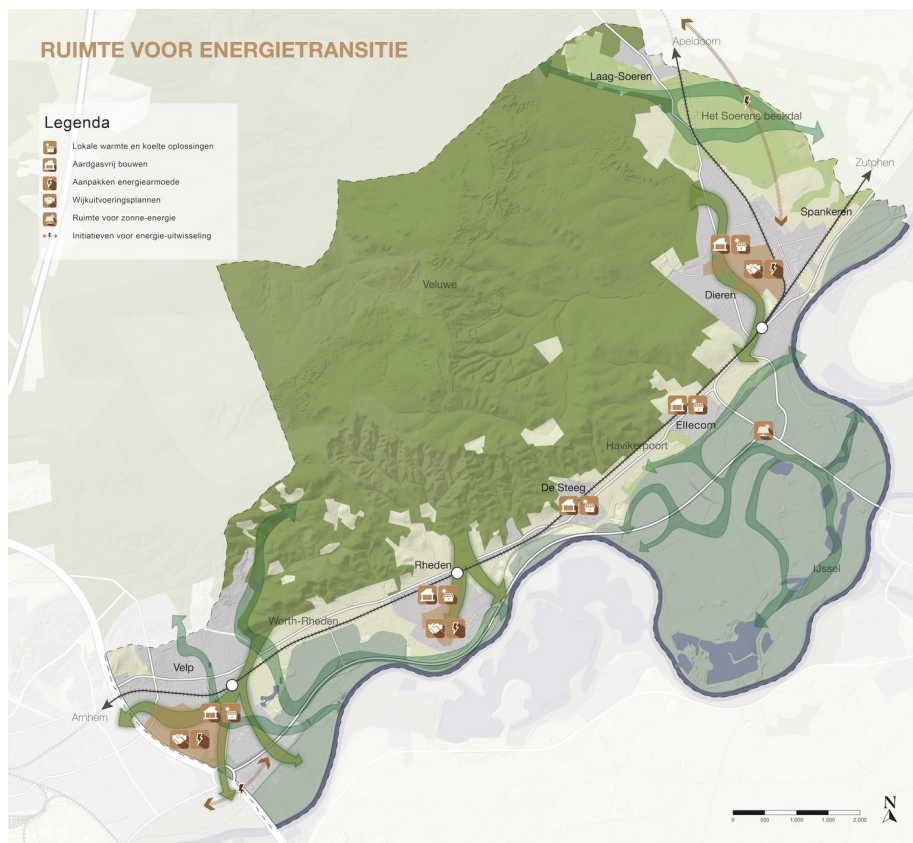 RUIMTE VOOR ENERGIETRANSITIE
Legenda
Lokale warmte en koelte oplossingen
Aardgasvrij bouwen
Aanpakken energiearmoede
Wijkuitvoeringsplannen
Ruimte voor zonne-energie
Initiatieven voor energie-uitwisseling
Apeldoorn
Laag-Soeren
Het Soerens beekdal
Zutphen
Spankeren
Veluwe
Dieren
Ellecom
Havikerpoort
De Steeg
Rheden
IJssel
Worth-Rheden
Velp
Arnhem
N
0 500 1.000 1.500 2.000